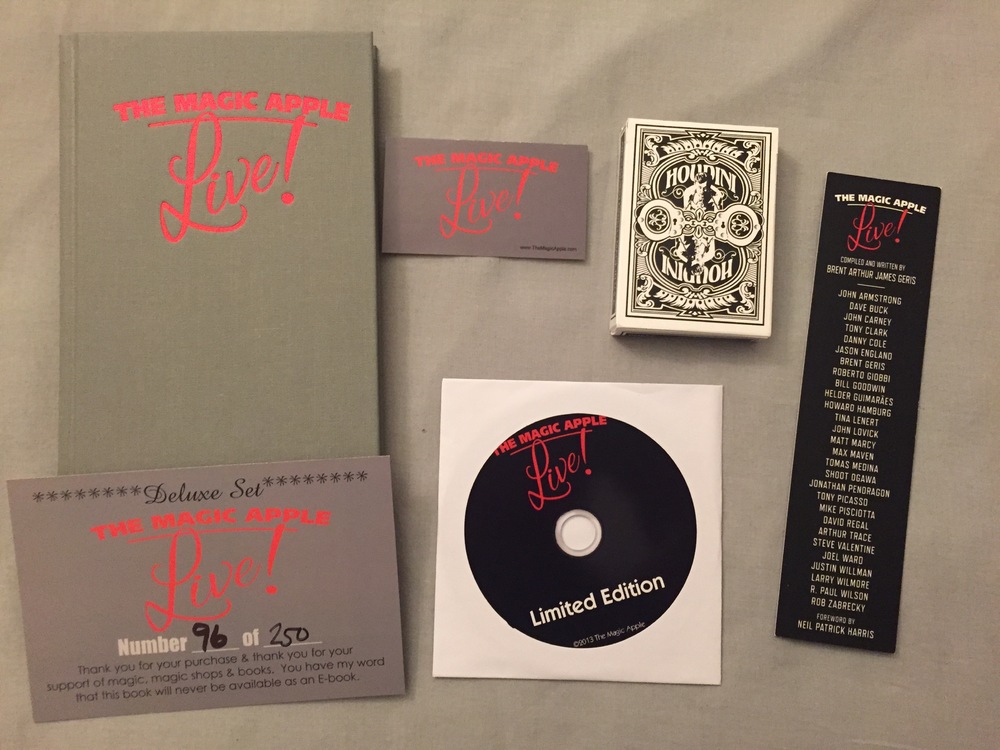 THE MAGIC APPLE
Live!
THE MAGIC APPLE
Live!
www.TheMagicApple.com
HOUDINI
HOUDINI
THE MAGIC APPLE
Live!
COMPILED AND WRITTEN BY
BRENT ARTHUR JAMES GERIS
JOHN ARMSTRONG
DAVE BUCK
JOHN CARNEY
TONY CLARK
DANNY COLE
JASON ENGLAND
BRENT GERIS
ROBERTO GIOBBI
BILL GOODWIN
HELDER GUIMARÃES
HOWARD HAMBURG
TINA LENERT
JOHN LOVICK
MATT MARCY
MAX MAVEN
TOMAS MEDINA
SHOOT OGAWA
JONATHAN PENDRAGON
TONY PICASSO
MIKE PISCIOTTA
DAVID REGAL
ARTHUR TRACE
STEVE VALENTINE
JOEL WARD
JUSTIN WILLMAN
LARRY WILMORE
R. PAUL WILSON
ROB ZABRECKY
FOREWORD BY
NEIL PATRICK HARRIS
********Deluxe Set********
THE MAGIC APPLE
Live!
Number 96 of 250
Thank you for your purchase & thank you for your
support of magic, magic shops & books. You have my word
that this book will never be available as an E-book.
THE MAGIC APPLE
Live!
Limited Edition
©2013 The Magic Apple